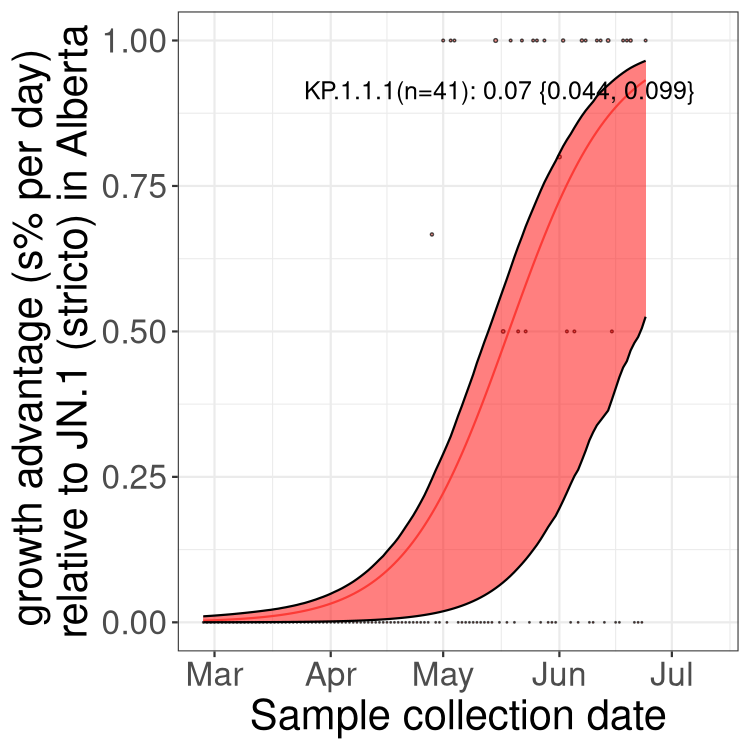 growth advantage (s% per day)
relative to JN.1 (stricto) in Alberta
1.00
0.75
0.50
0.25
0.00
KP.1.1.1(n=41): 0.07 {0.044, 0.099}
Mar Apr May Jun Jul
Sample collection date